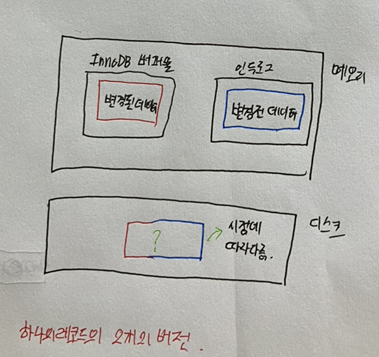 InnoDB 버퍼풀
언두로그
메모리
변경된 데이터
변경전 데이터
?
시점에
따라다름.
디스크
하나의 레코드의 2개의 버전.